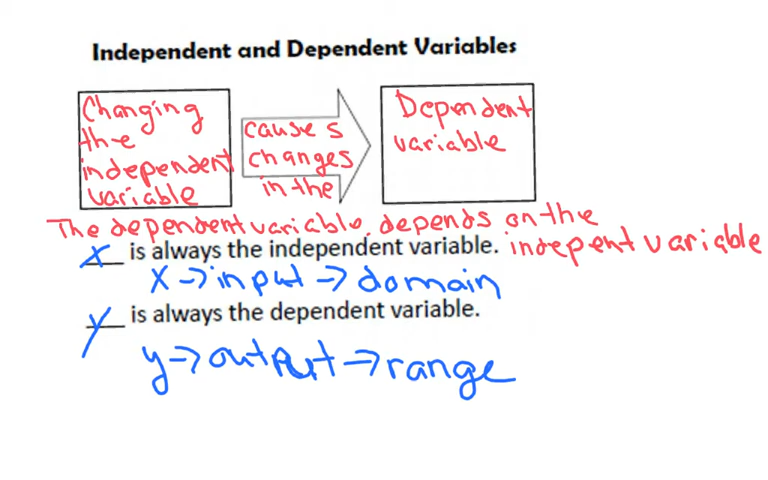 Independent and Dependent Variables
Changing
the
independent
variable
causes
changes
in the
Dependent
variable
The dependent variable depends on the
indepent variable
x is always the independent variable.
x → input → domain
y is always the dependent variable.
y → output → range